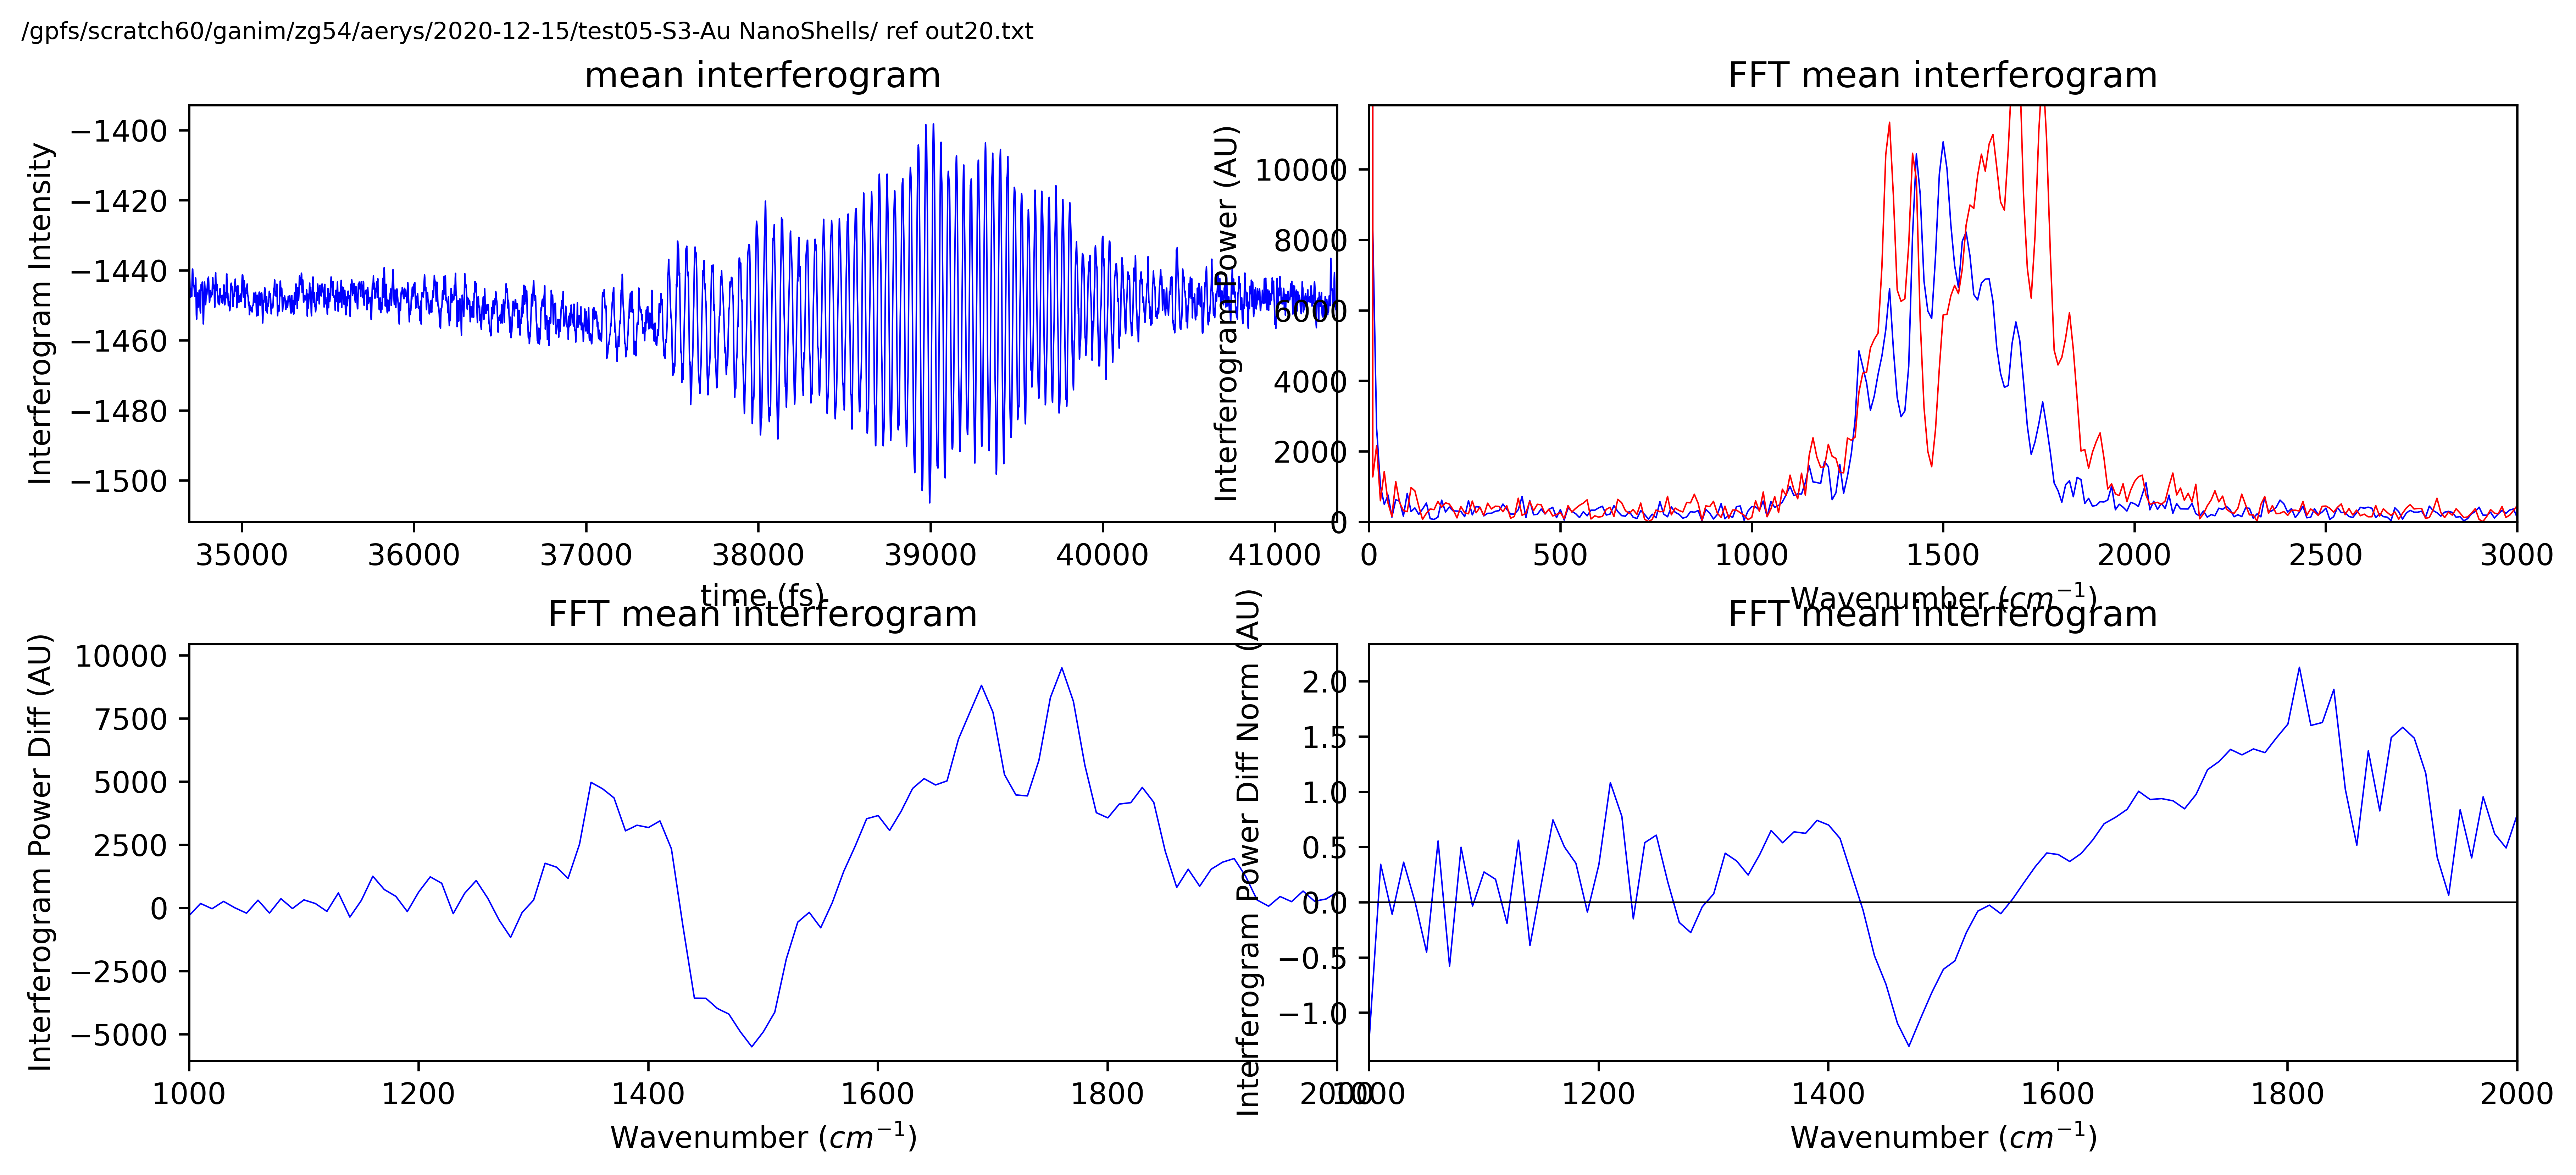 /gpfs/scratch60/ganim/zg54/aerys/2020-12-15/test05-S3-Au NanoShells/ ref out20.txt
mean interferogram
Interferogram Intensity
−1400
−1420
−1440
−1460
−1480
−1500
35000 36000 37000 38000 39000 40000 41000
time (fs)
FFT mean interferogram
Interferogram Power (AU)
10000
8000
6000
4000
2000
0
0 500 1000 1500 2000 2500 3000
Wavenumber (cm⁻¹)
FFT mean interferogram
Interferogram Power Diff (AU)
10000
7500
5000
2500
0
−2500
−5000
1000 1200 1400 1600 1800 2000
Wavenumber (cm⁻¹)
FFT mean interferogram
Interferogram Power Diff Norm (AU)
2.0
1.5
1.0
0.5
0.0
−0.5
−1.0
1000 1200 1400 1600 1800 2000
Wavenumber (cm⁻¹)